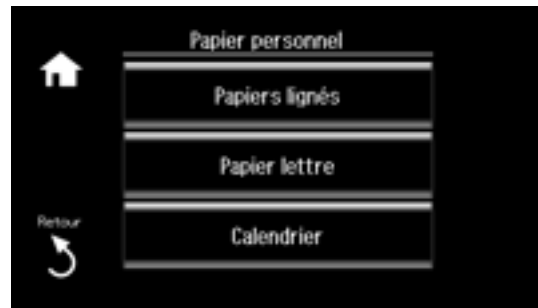 Papier personnel
Papiers lignés
Papier lettre
Retour
Calendrier